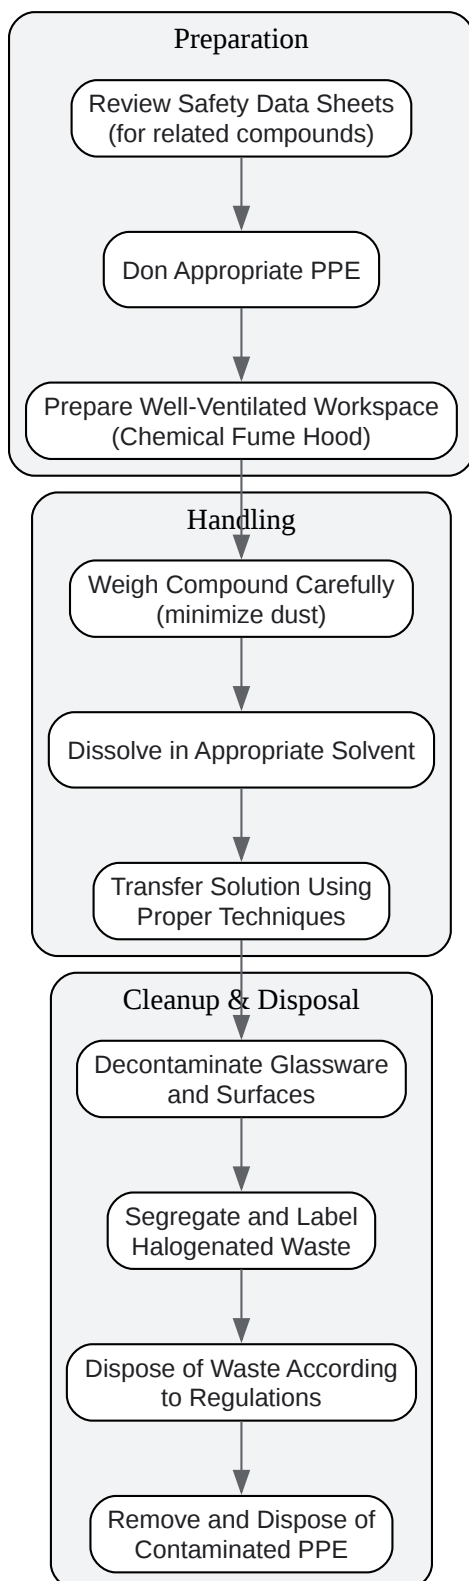 Preparation
Review Safety Data Sheets
(for related compounds)
Don Appropriate PPE
Prepare Well-Ventilated Workspace
(Chemical Fume Hood)
Handling
Weigh Compound Carefully
(minimize dust)
Dissolve in Appropriate Solvent
Transfer Solution Using
Proper Techniques
Cleanup & Disposal
Decontaminate Glassware
and Surfaces
Segregate and Label
Halogenated Waste
Dispose of Waste According
to Regulations
Remove and Dispose of
Contaminated PPE